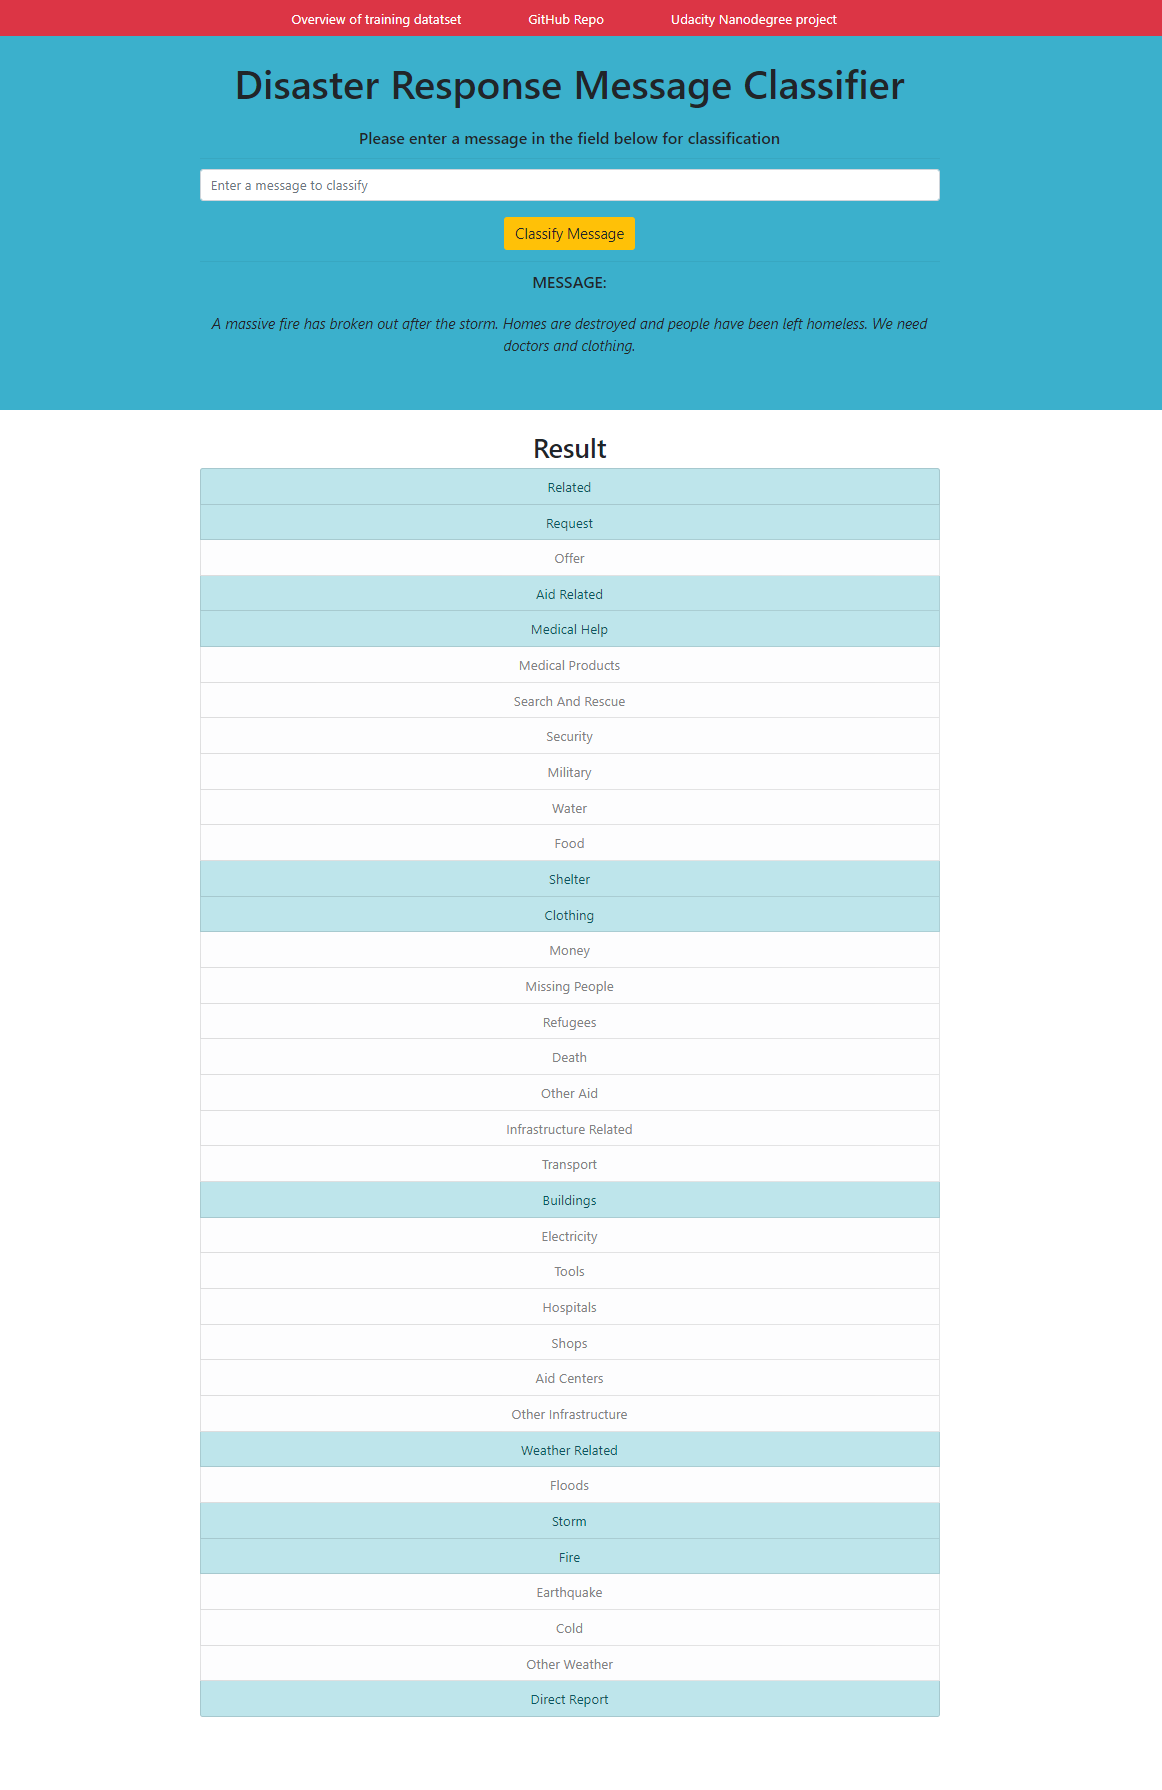 Overview of training datatset GitHub Repo Udacity Nanodegree project
Disaster Response Message Classifier
Please enter a message in the field below for classification
Enter a message to classify
Classify Message
MESSAGE:
A massive fire has broken out after the storm. Homes are destroyed and people have been left homeless. We need
doctors and clothing.
Result
Related
Request
Offer
Aid Related
Medical Help
Medical Products
Search And Rescue
Security
Military
Water
Food
Shelter
Clothing
Money
Missing People
Refugees
Death
Other Aid
Infrastructure Related
Transport
Buildings
Electricity
Tools
Hospitals
Shops
Aid Centers
Other Infrastructure
Weather Related
Floods
Storm
Fire
Earthquake
Cold
Other Weather
Direct Report